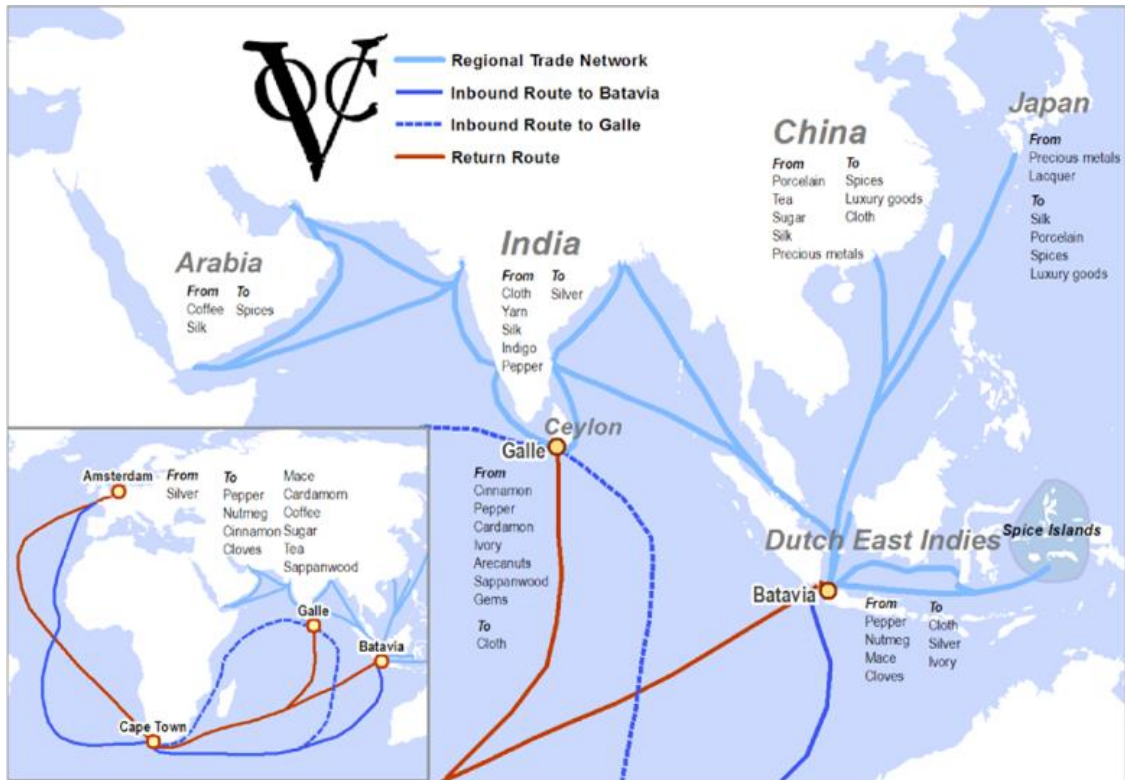 VOC
Regional Trade Network
Inbound Route to Batavia
Inbound Route to Galle
Return Route
Japan
From
Precious metals
Lacquer
To
Silk
Porcelain
Spices
Luxury goods
China
From To
Porcelain Spices
Tea Luxury goods
Sugar Cloth
Silk
Precious metals
India
From To
Cloth Silver
Yarn
Silk
Indigo
Pepper
Arabia
From To
Coffee Spices
Silk
Ceylon
Galle
From
Cinnamon
Pepper
Cardamon
Ivory
Arecanuts
Sappanwood
Gems
To
Cloth
Dutch East Indies
Spice Islands
Batavia
From To
Pepper Cloth
Nutmeg Silver
Mace Ivory
Cloves
Amsterdam
From To Mace
Silver Pepper Cardamom
Nutmeg Coffee
Cinnamon Sugar
Cloves Tea
Sappanwood
Galle
Batavia
Cape Town